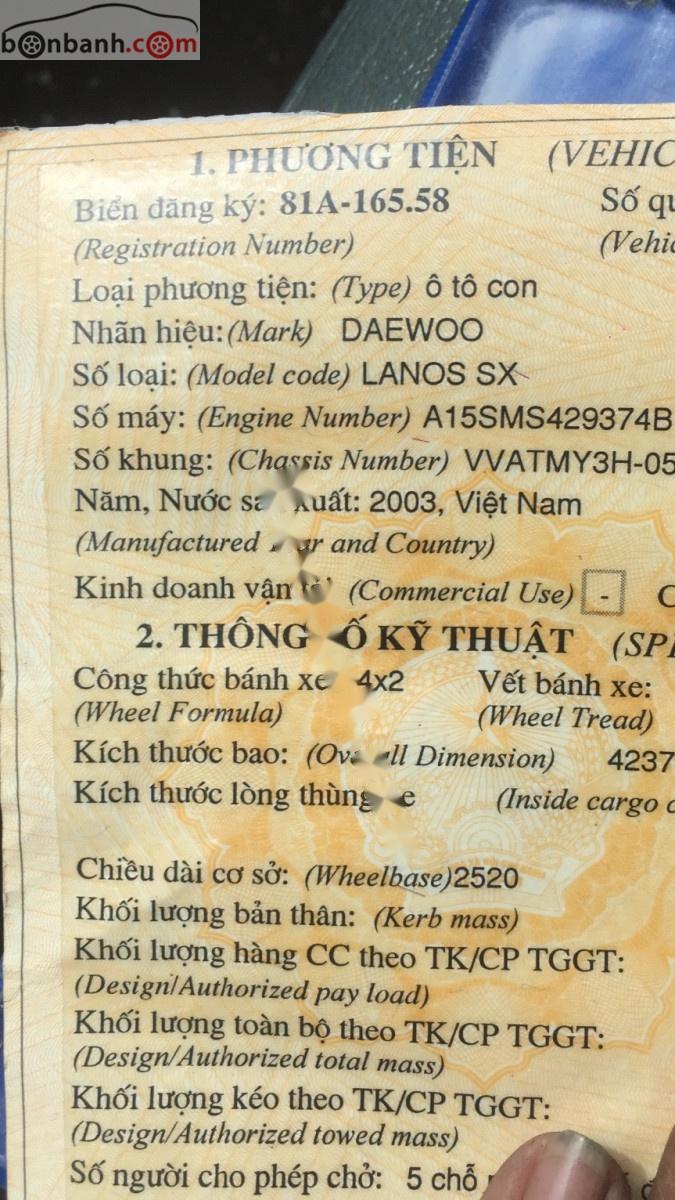 bonbanh.com
1. PHƯƠNG TIỆN (VEHIC
Biển đăng ký: 81A-165.58 Số qu
(Registration Number) (Vehic
Loại phương tiện: (Type) ô tô con
Nhãn hiệu: (Mark) DAEWOO
Số loại: (Model code) LANOS SX
Số máy: (Engine Number) A15SMS429374B
Số khung: (Chassis Number) VVATMY3H-05
Năm, Nước sả xuất: 2003, Việt Nam
(Manufactured and Country)
Kinh doanh vận (Commercial Use) - C
2. THÔNG KỸ THUẬT (SPE
Công thức bánh xe 4x2 Vết bánh xe:
(Wheel Formula) (Wheel Tread)
Kích thước bao: (Overall Dimension) 4237
Kích thước lòng thùng xe (Inside cargo c
Chiều dài cơ sở: (Wheelbase)2520
Khối lượng bản thân: (Kerb mass)
Khối lượng hàng CC theo TK/CP TGGT:
(Design/Authorized pay load)
Khối lượng toàn bộ theo TK/CP TGGT:
(Design/Authorized total mass)
Khối lượng kéo theo TK/CP TGGT:
(Design/Authorized towed mass)
Số người cho phép chở: 5 chỗ